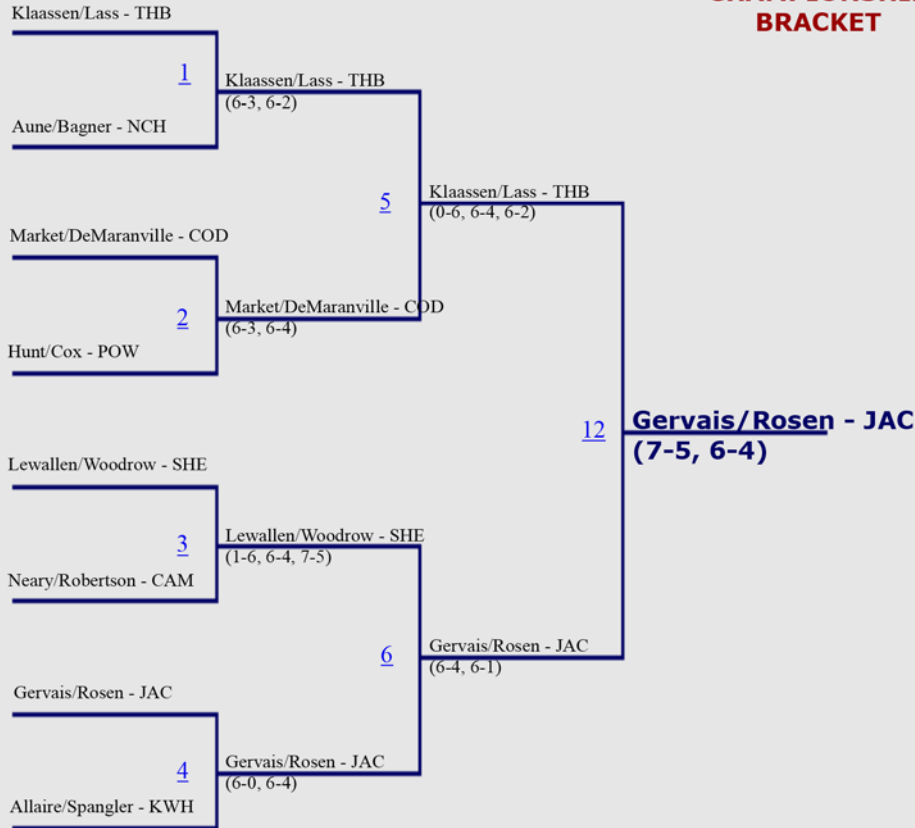 Klaassen/Lass - THB
BRACKET
1
Klaassen/Lass - THB
(6-3, 6-2)
Aune/Bagner - NCH
5
Klaassen/Lass - THB
(0-6, 6-4, 6-2)
Market/DeMaranville - COD
2
Market/DeMaranville - COD
(6-3, 6-4)
Hunt/Cox - POW
12
Gervais/Rosen - JAC
(7-5, 6-4)
Lewallen/Woodrow - SHE
3
Lewallen/Woodrow - SHE
(1-6, 6-4, 7-5)
Neary/Robertson - CAM
6
Gervais/Rosen - JAC
(6-4, 6-1)
Gervais/Rosen - JAC
4
Gervais/Rosen - JAC
(6-0, 6-4)
Allaire/Spangler - KWH